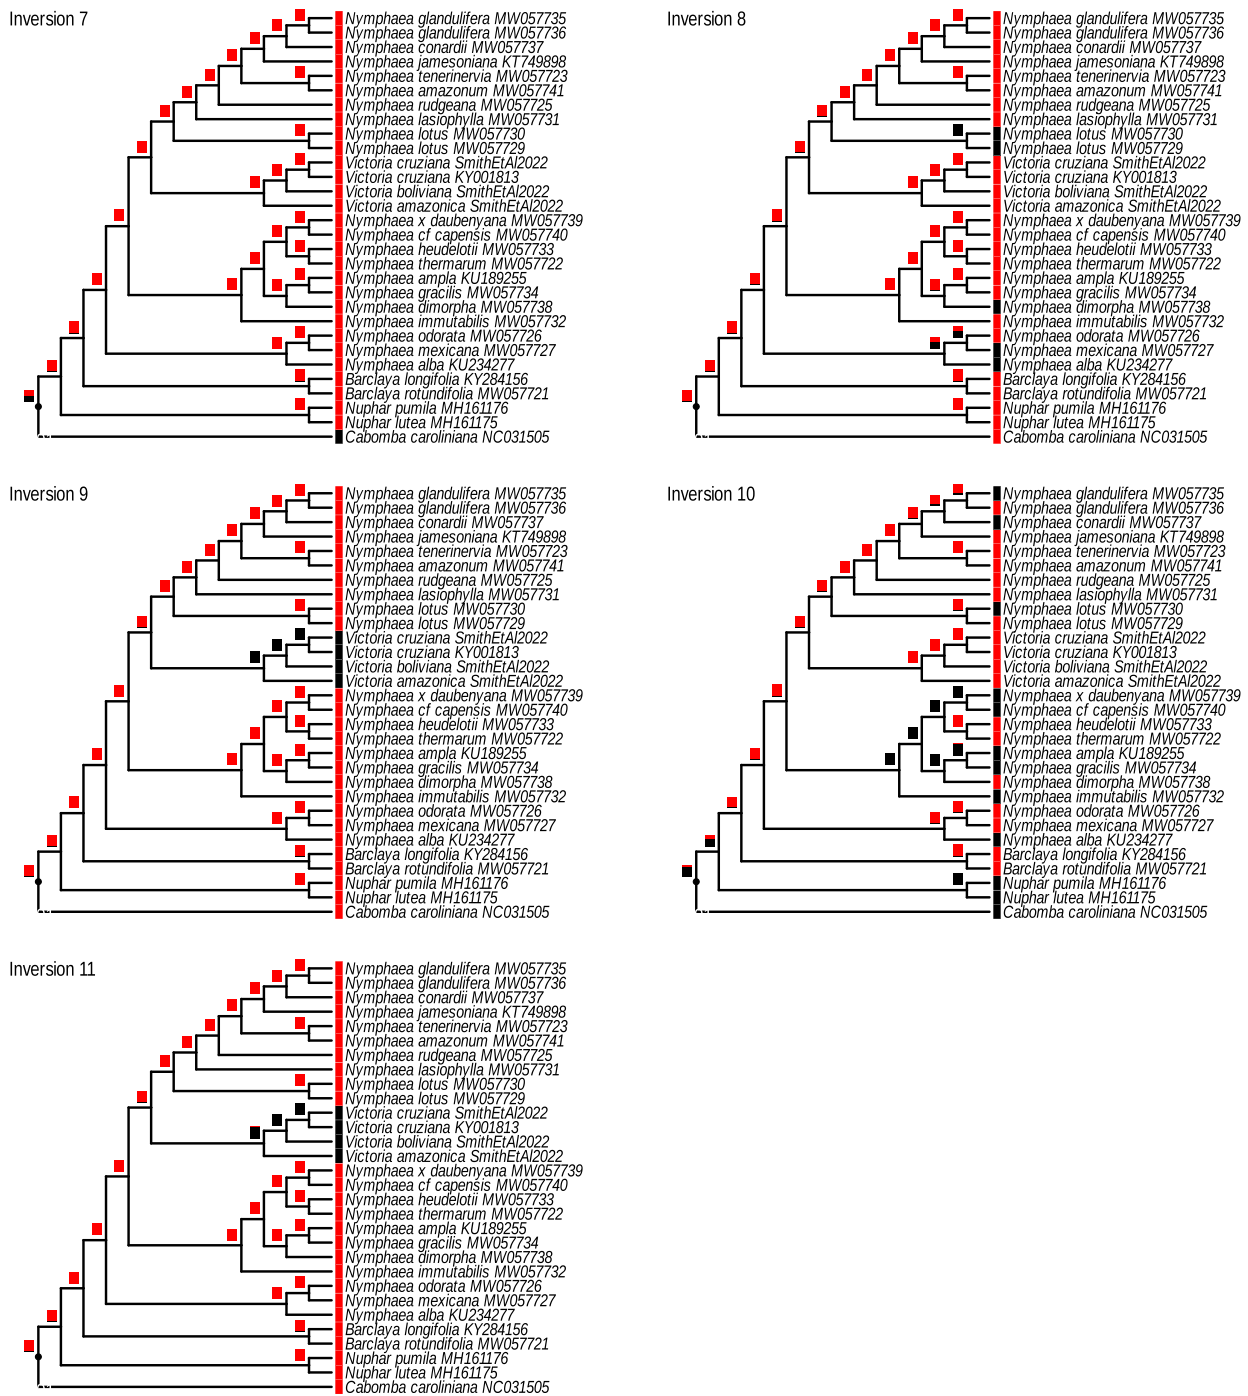 Inversion 7
Nymphaea glandulifera MW057735
Nymphaea glandulifera MW057736
Nymphaea conardii MW057737
Nymphaea jamesoniana KT749898
Nymphaea tenerinervia MW057723
Nymphaea amazonum MW057741
Nymphaea rudgeana MW057725
Nymphaea lasiophylla MW057731
Nymphaea lotus MW057730
Nymphaea lotus MW057729
Victoria cruziana SmithEtAl2022
Victoria cruziana KY001813
Victoria boliviana SmithEtAl2022
Victoria amazonica SmithEtAl2022
Nymphaea x daubenyana MW057739
Nymphaea cf capensis MW057740
Nymphaea heudelotii MW057733
Nymphaea thermarum MW057722
Nymphaea ampla KU189255
Nymphaea gracilis MW057734
Nymphaea dimorpha MW057738
Nymphaea immutabilis MW057732
Nymphaea odorata MW057726
Nymphaea mexicana MW057727
Nymphaea alba KU234277
Barclaya longifolia KY284156
Barclaya rotundifolia MW057721
Nuphar pumila MH161176
Nuphar lutea MH161175
Cabomba caroliniana NC031505
Inversion 8
Nymphaea glandulifera MW057735
Nymphaea glandulifera MW057736
Nymphaea conardii MW057737
Nymphaea jamesoniana KT749898
Nymphaea tenerinervia MW057723
Nymphaea amazonum MW057741
Nymphaea rudgeana MW057725
Nymphaea lasiophylla MW057731
Nymphaea lotus MW057730
Nymphaea lotus MW057729
Victoria cruziana SmithEtAl2022
Victoria cruziana KY001813
Victoria boliviana SmithEtAl2022
Victoria amazonica SmithEtAl2022
Nymphaea x daubenyana MW057739
Nymphaea cf capensis MW057740
Nymphaea heudelotii MW057733
Nymphaea thermarum MW057722
Nymphaea ampla KU189255
Nymphaea gracilis MW057734
Nymphaea dimorpha MW057738
Nymphaea immutabilis MW057732
Nymphaea odorata MW057726
Nymphaea mexicana MW057727
Nymphaea alba KU234277
Barclaya longifolia KY284156
Barclaya rotundifolia MW057721
Nuphar pumila MH161176
Nuphar lutea MH161175
Cabomba caroliniana NC031505
Inversion 9
Nymphaea glandulifera MW057735
Nymphaea glandulifera MW057736
Nymphaea conardii MW057737
Nymphaea jamesoniana KT749898
Nymphaea tenerinervia MW057723
Nymphaea amazonum MW057741
Nymphaea rudgeana MW057725
Nymphaea lasiophylla MW057731
Nymphaea lotus MW057730
Nymphaea lotus MW057729
Victoria cruziana SmithEtAl2022
Victoria cruziana KY001813
Victoria boliviana SmithEtAl2022
Victoria amazonica SmithEtAl2022
Nymphaea x daubenyana MW057739
Nymphaea cf capensis MW057740
Nymphaea heudelotii MW057733
Nymphaea thermarum MW057722
Nymphaea ampla KU189255
Nymphaea gracilis MW057734
Nymphaea dimorpha MW057738
Nymphaea immutabilis MW057732
Nymphaea odorata MW057726
Nymphaea mexicana MW057727
Nymphaea alba KU234277
Barclaya longifolia KY284156
Barclaya rotundifolia MW057721
Nuphar pumila MH161176
Nuphar lutea MH161175
Cabomba caroliniana NC031505
Inversion 10
Nymphaea glandulifera MW057735
Nymphaea glandulifera MW057736
Nymphaea conardii MW057737
Nymphaea jamesoniana KT749898
Nymphaea tenerinervia MW057723
Nymphaea amazonum MW057741
Nymphaea rudgeana MW057725
Nymphaea lasiophylla MW057731
Nymphaea lotus MW057730
Nymphaea lotus MW057729
Victoria cruziana SmithEtAl2022
Victoria cruziana KY001813
Victoria boliviana SmithEtAl2022
Victoria amazonica SmithEtAl2022
Nymphaea x daubenyana MW057739
Nymphaea cf capensis MW057740
Nymphaea heudelotii MW057733
Nymphaea thermarum MW057722
Nymphaea ampla KU189255
Nymphaea gracilis MW057734
Nymphaea dimorpha MW057738
Nymphaea immutabilis MW057732
Nymphaea odorata MW057726
Nymphaea mexicana MW057727
Nymphaea alba KU234277
Barclaya longifolia KY284156
Barclaya rotundifolia MW057721
Nuphar pumila MH161176
Nuphar lutea MH161175
Cabomba caroliniana NC031505
Inversion 11
Nymphaea glandulifera MW057735
Nymphaea glandulifera MW057736
Nymphaea conardii MW057737
Nymphaea jamesoniana KT749898
Nymphaea tenerinervia MW057723
Nymphaea amazonum MW057741
Nymphaea rudgeana MW057725
Nymphaea lasiophylla MW057731
Nymphaea lotus MW057730
Nymphaea lotus MW057729
Victoria cruziana SmithEtAl2022
Victoria cruziana KY001813
Victoria boliviana SmithEtAl2022
Victoria amazonica SmithEtAl2022
Nymphaea x daubenyana MW057739
Nymphaea cf capensis MW057740
Nymphaea heudelotii MW057733
Nymphaea thermarum MW057722
Nymphaea ampla KU189255
Nymphaea gracilis MW057734
Nymphaea dimorpha MW057738
Nymphaea immutabilis MW057732
Nymphaea odorata MW057726
Nymphaea mexicana MW057727
Nymphaea alba KU234277
Barclaya longifolia KY284156
Barclaya rotundifolia MW057721
Nuphar pumila MH161176
Nuphar lutea MH161175
Cabomba caroliniana NC031505